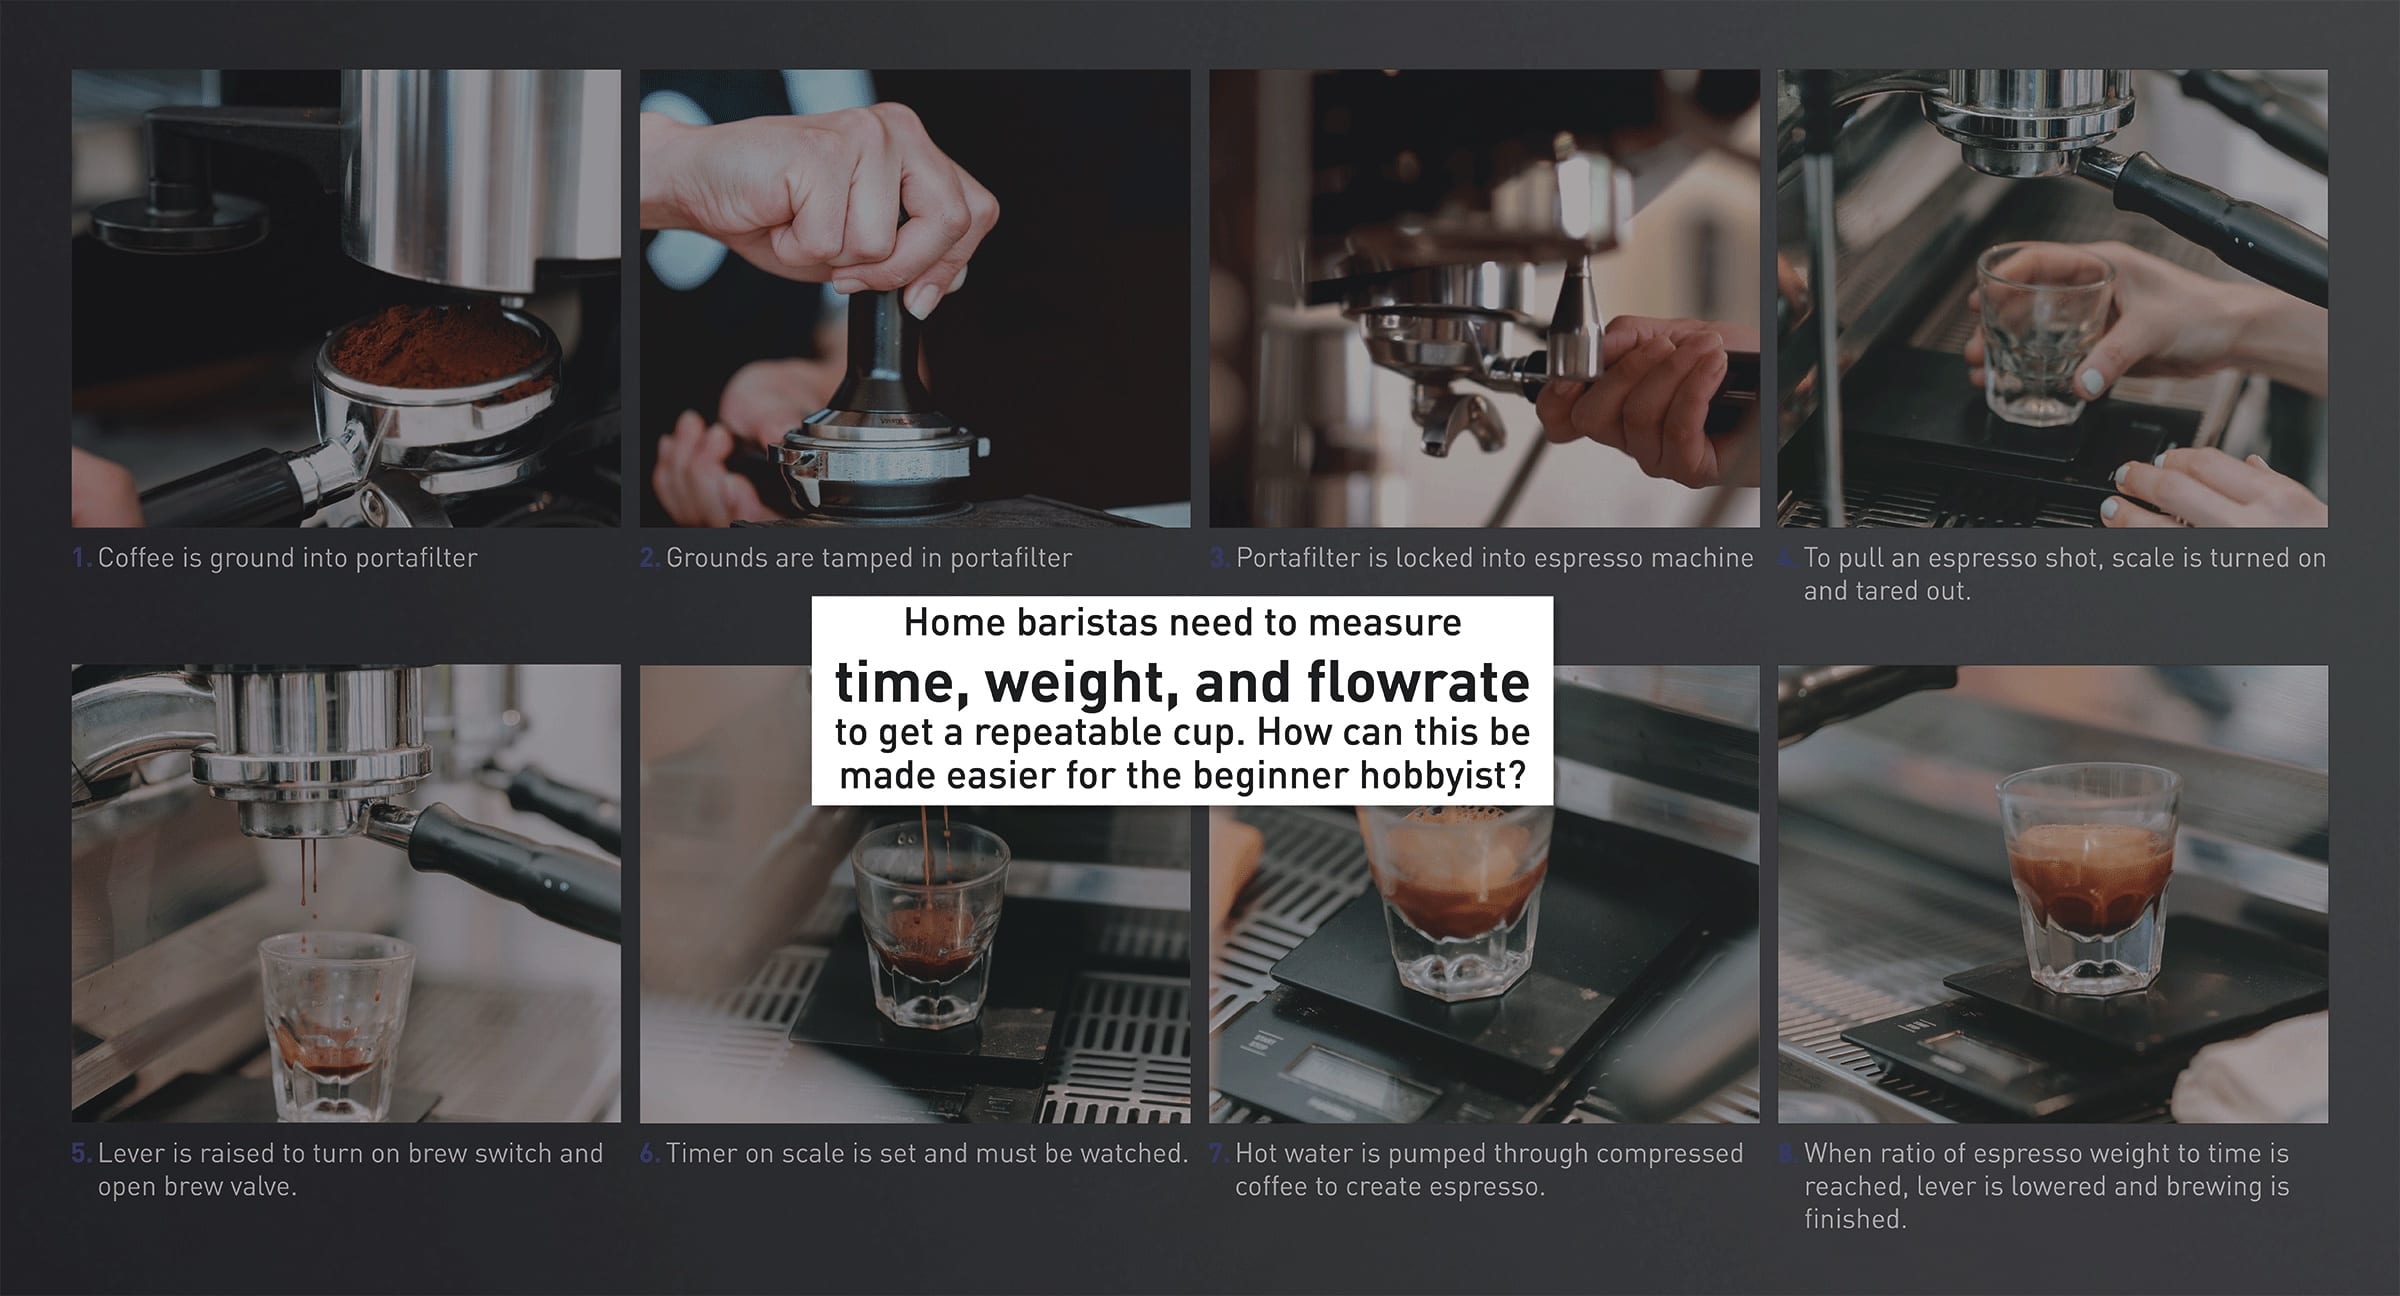 1. Coffee is ground into portafilter
2. Grounds are tamped in portafilter
3. Portafilter is locked into espresso machine
4. To pull an espresso shot, scale is turned on
and tared out.
Home baristas need to measure
time, weight, and flowrate
to get a repeatable cup. How can this be
made easier for the beginner hobbyist?
5. Lever is raised to turn on brew switch and
open brew valve.
6. Timer on scale is set and must be watched.
7. Hot water is pumped through compressed
coffee to create espresso.
8. When ratio of espresso weight to time is
reached, lever is lowered and brewing is
finished.
START
STOP